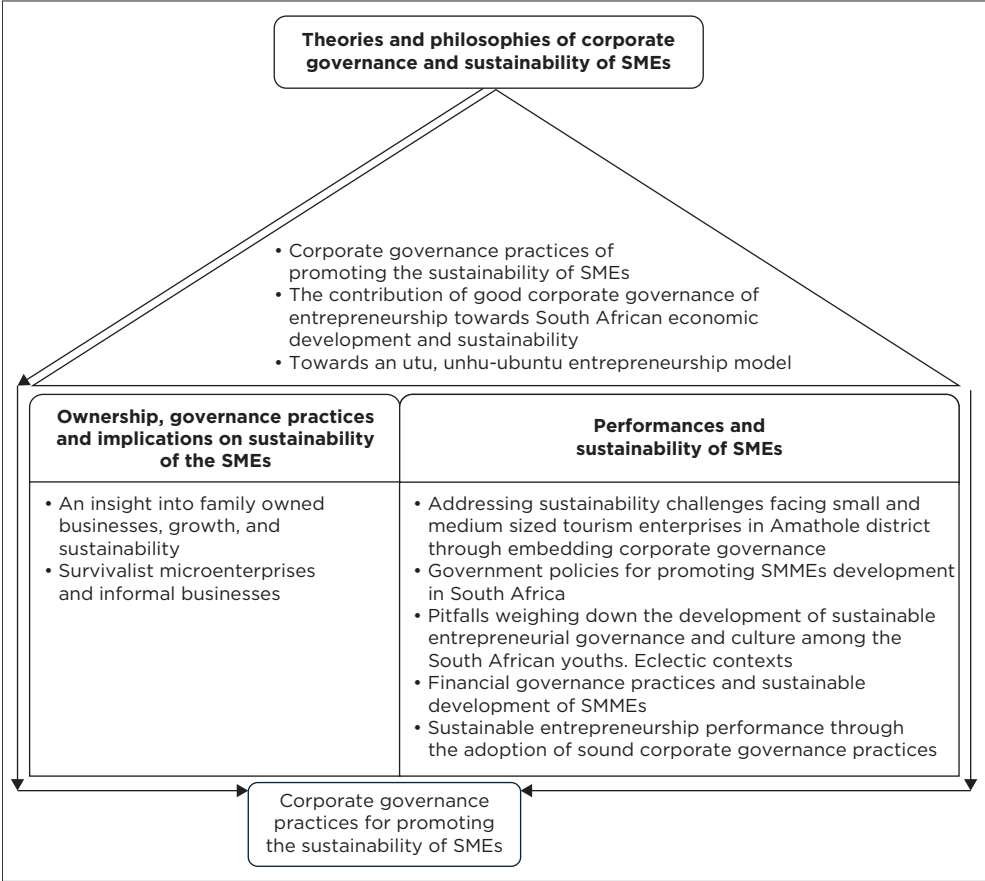 Theories and philosophies of corporate
governance and sustainability of SMEs
• Corporate governance practices of
promoting the sustainability of SMEs
• The contribution of good corporate governance of
entrepreneurship towards South African economic
development and sustainability
• Towards an utu, unhu-ubuntu entrepreneurship model
Ownership, governance practices
and implications on sustainability
of the SMEs
• An insight into family owned
businesses, growth, and
sustainability
• Survivalist microenterprises
and informal businesses
Performances and
sustainability of SMEs
• Addressing sustainability challenges facing small and
medium sized tourism enterprises in Amathole district
through embedding corporate governance
• Government policies for promoting SMMEs development
in South Africa
• Pitfalls weighing down the development of sustainable
entrepreneurial governance and culture among the
South African youths. Eclectic contexts
• Financial governance practices and sustainable
development of SMMEs
• Sustainable entrepreneurship performance through
the adoption of sound corporate governance practices
Corporate governance
practices for promoting
the sustainability of SMEs